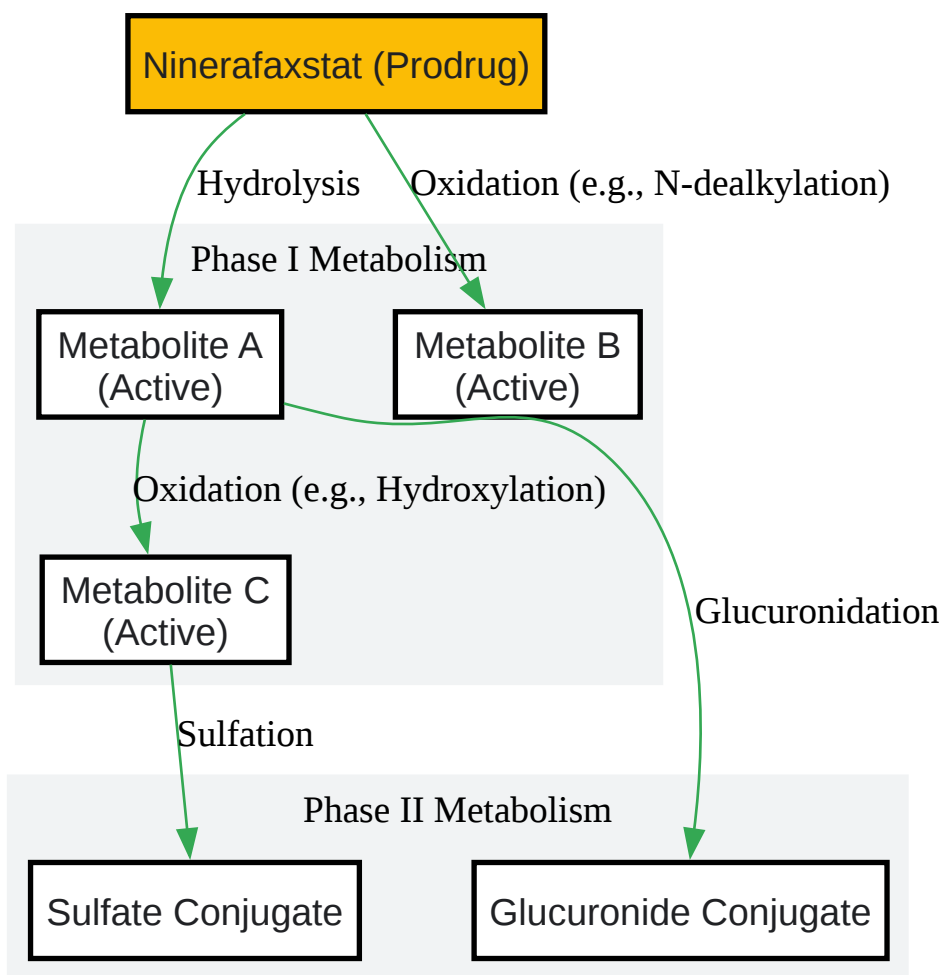 Ninerafaxstat (Prodrug)
Hydrolysis
Oxidation (e.g., N-dealkylation)
Phase I Metabolism
Metabolite A
(Active)
Metabolite B
(Active)
Oxidation (e.g., Hydroxylation)
Metabolite C
(Active)
Glucuronidation
Sulfation
Phase II Metabolism
Sulfate Conjugate
Glucuronide Conjugate